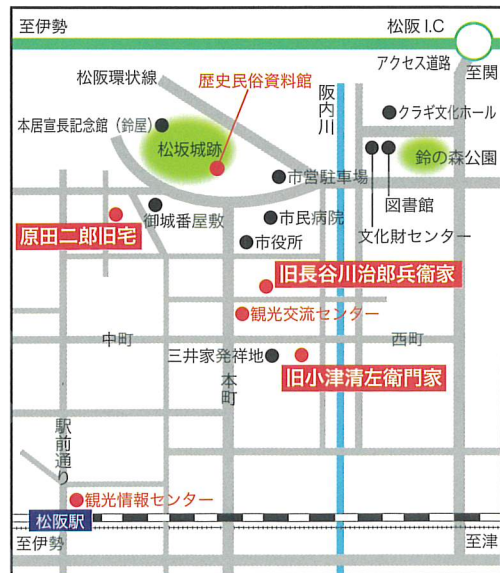 至伊勢
松阪 I.C
アクセス道路
至関
松阪環状線
歴史民俗資料館
阪内川
クラギ文化ホール
本居宣長記念館（鈴屋）
松坂城跡
鈴の森公園
市営駐車場
図書館
文化財センター
御城番屋敷
市民病院
原田二郎旧宅
市役所
旧長谷川治郎兵衞家
観光交流センター
中町
三井家発祥地
西町
本町
旧小津清左衛門家
駅前通り
観光情報センター
松阪駅
至伊勢
至津